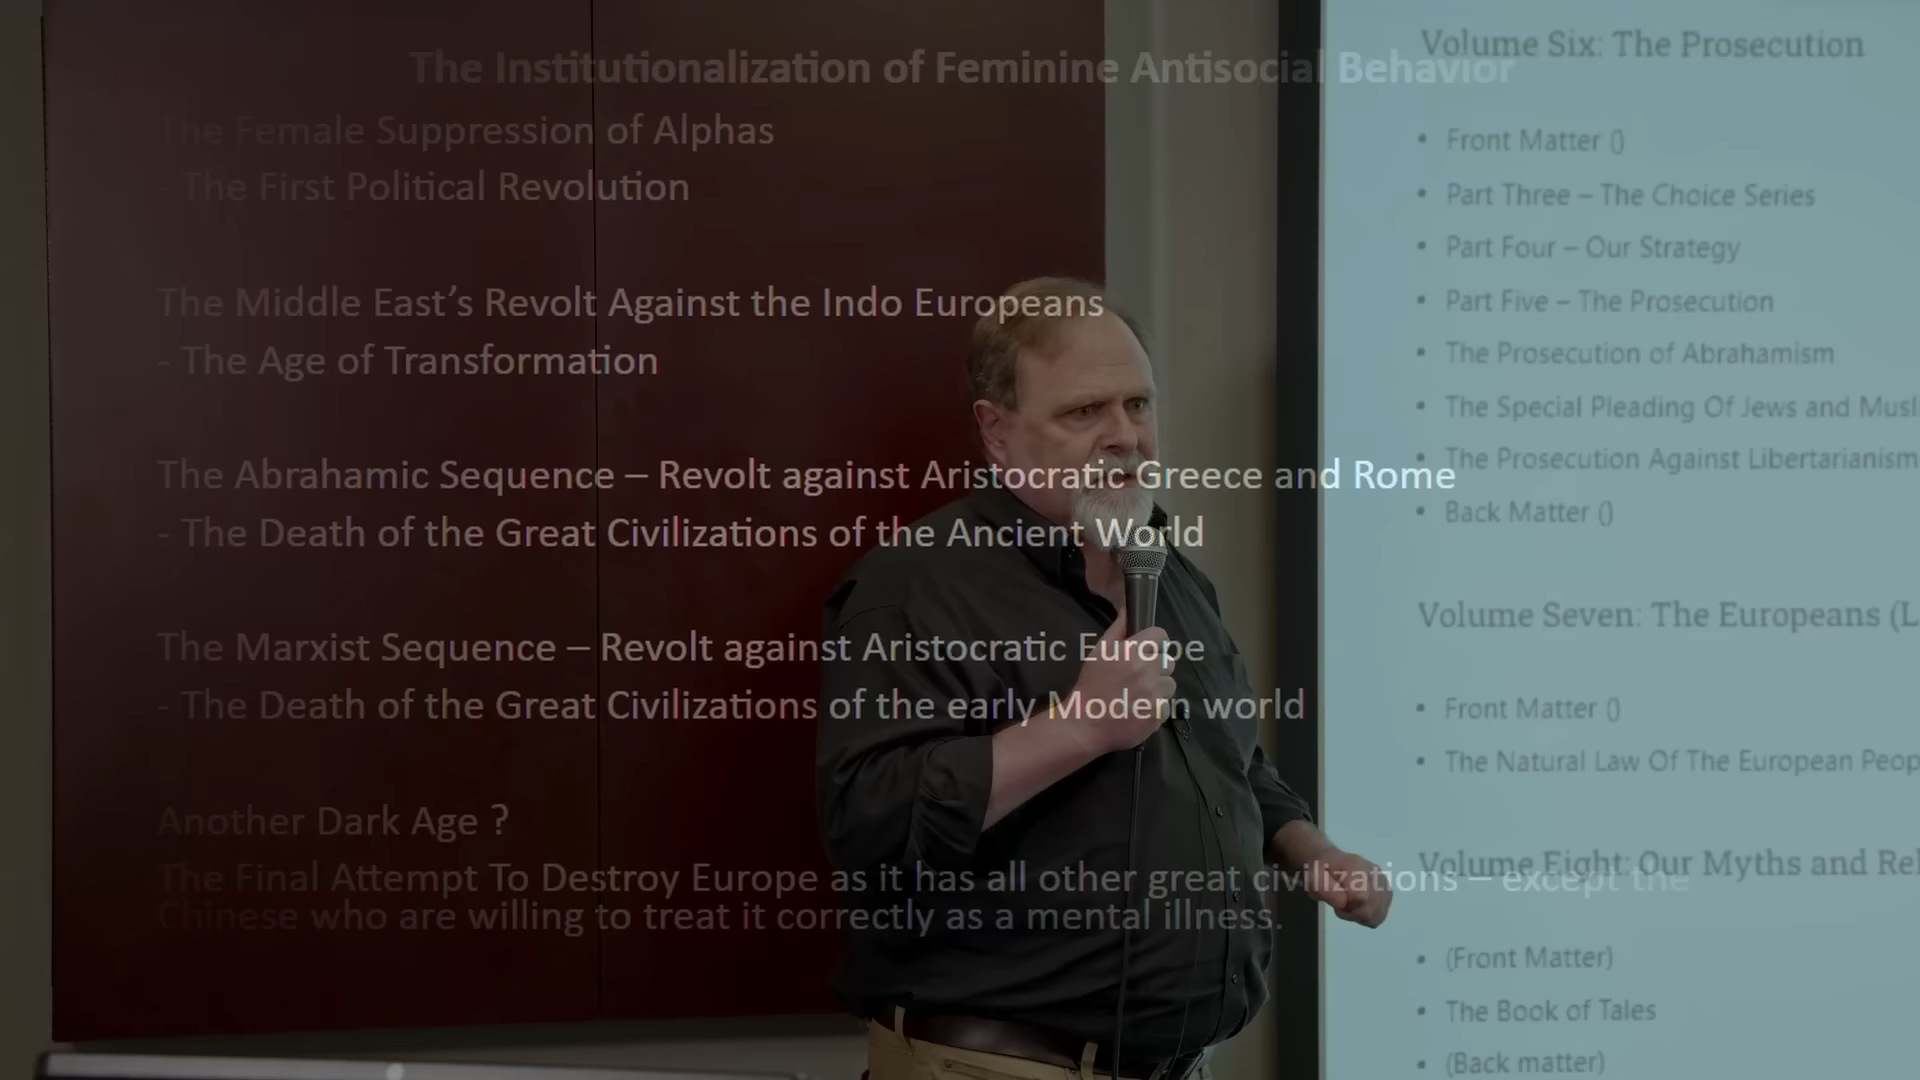 The Institutionalization of Feminine Antisocial Behavior
The Female Suppression of Alphas
- The First Political Revolution
The Middle East’s Revolt Against the Indo Europeans
- The Age of Transformation
The Abrahamic Sequence – Revolt against Aristocratic Greece and Rome
- The Death of the Great Civilizations of the Ancient World
The Marxist Sequence – Revolt against Aristocratic Europe
- The Death of the Great Civilizations of the early Modern world
Another Dark Age ?
The Final Attempt To Destroy Europe as it has all other great civilizations – except the
Chinese who are willing to treat it correctly as a mental illness.
Volume Six: The Prosecution
• Front Matter ()
• Part Three – The Choice Series
• Part Four – Our Strategy
• Part Five – The Prosecution
• The Prosecution of Abrahamism
• The Special Pleading Of Jews and Musl
• The Prosecution Against Libertarianism
• Back Matter ()
Volume Seven: The Europeans (L
• Front Matter ()
• The Natural Law Of The European Peop
Volume Eight: Our Myths and Rel
• (Front Matter)
• The Book of Tales
• (Back matter)